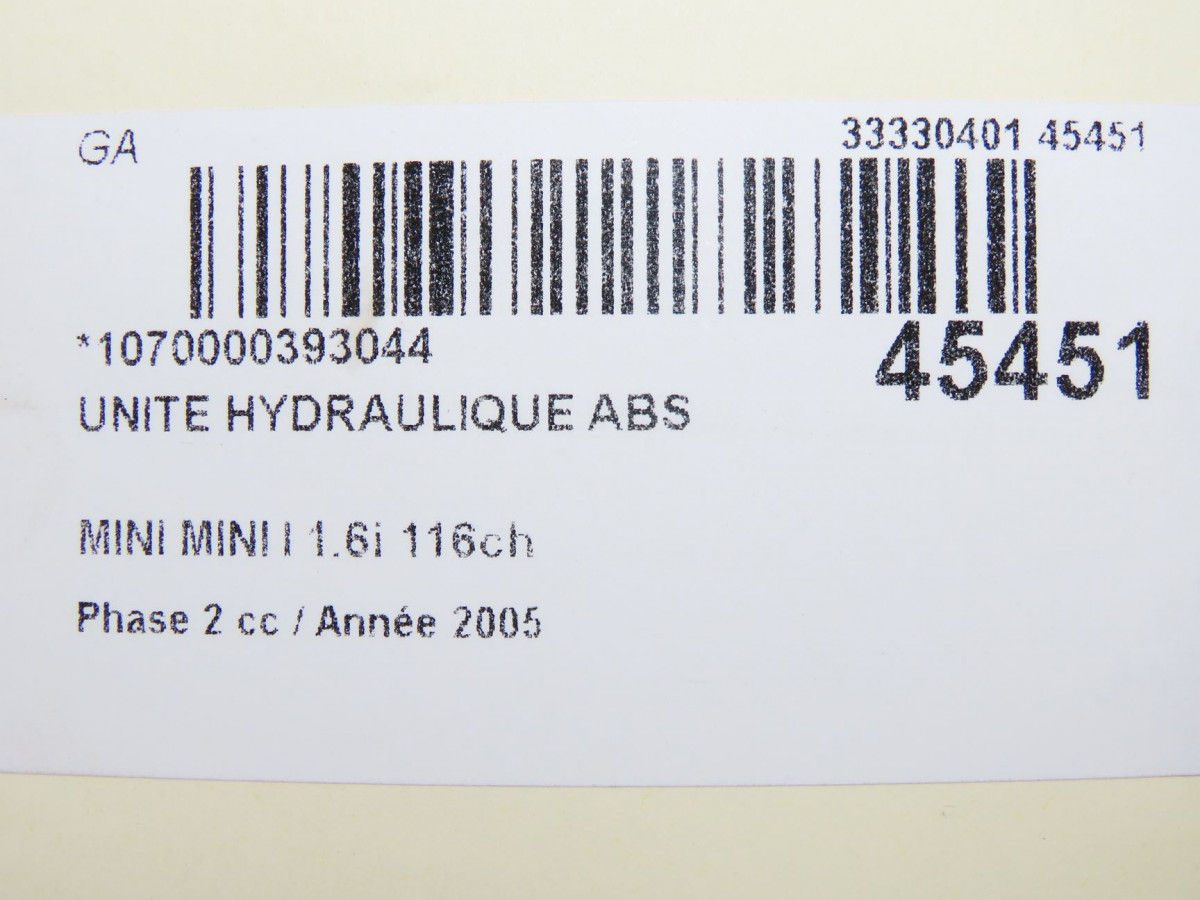 GA
33330401 45451
*1070000393044
45451
UNITE HYDRAULIQUE ABS
MINI MINI I 1.6i 116ch
Phase 2 cc / Année 2005